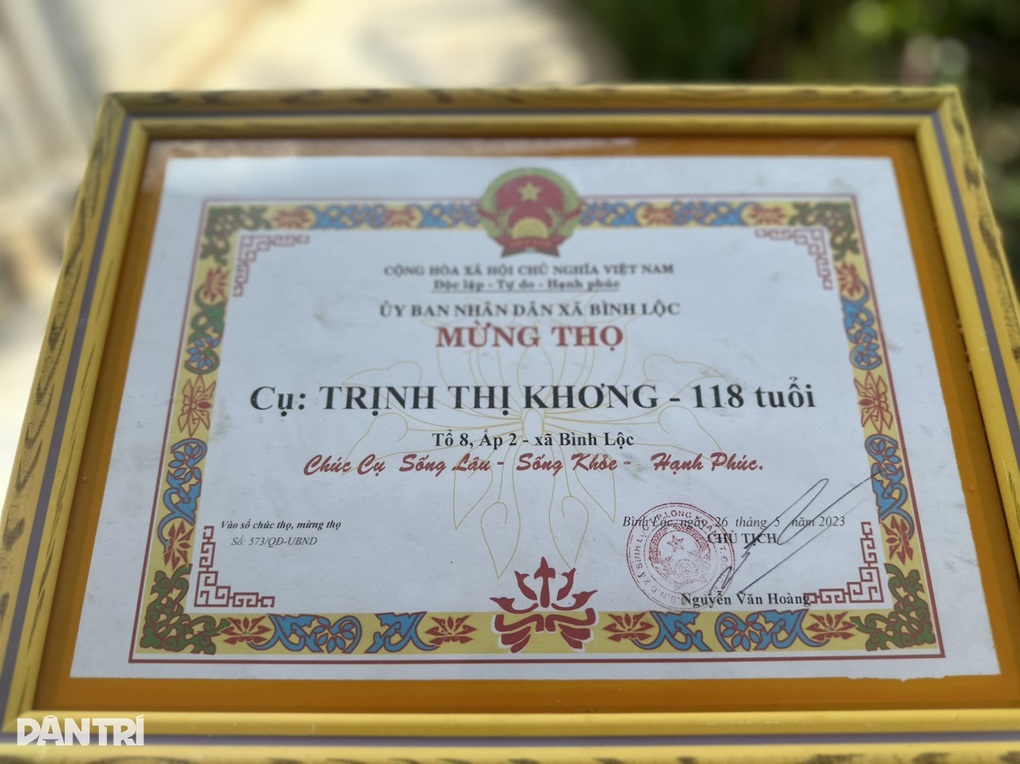 CỘNG HÒA XÃ HỘI CHỦ NGHĨA VIỆT NAM
Độc lập - Tự do - Hạnh phúc
ỦY BAN NHÂN DÂN XÃ BÌNH LỘC
MỪNG THỌ
Cụ: TRỊNH THỊ KHƠNG - 118 tuổi
Tổ 8, Ấp 2 - xã Bình Lộc
Chúc Cụ Sống Lâu - Sống Khỏe - Hạnh Phúc.
Vào sổ chúc thọ, mừng thọ
Số: 573/QĐ-UBND
Bình Lộc, ngày 26 tháng 5 năm 2023
CHỦ TỊCH
Nguyễn Văn Hoàng
DÂN TRÍ